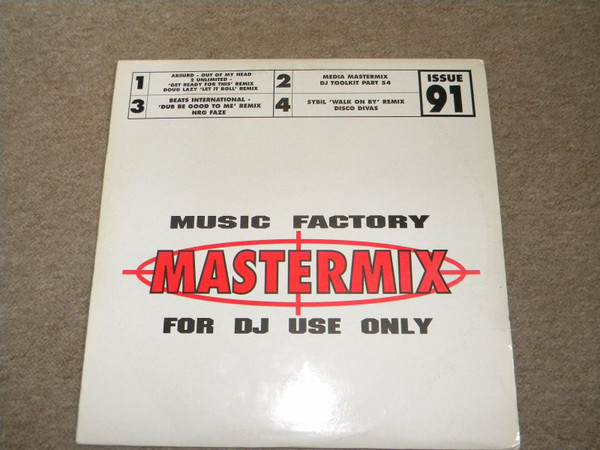 1
ABSURD - OUT OF MY HEAD
2 UNLIMITED -
'GET READY FOR THIS' REMIX
DOUG LAZY 'LET IT ROLL' REMIX
2
MEDIA MASTERMIX
DJ TOOLKIT PART 54
3
BEATS INTERNATIONAL -
'DUB BE GOOD TO ME' REMIX
NRG FAZE
4
SYBIL 'WALK ON BY' REMIX
DISCO DIVAS
ISSUE
91
MUSIC FACTORY
MASTERMIX
FOR DJ USE ONLY